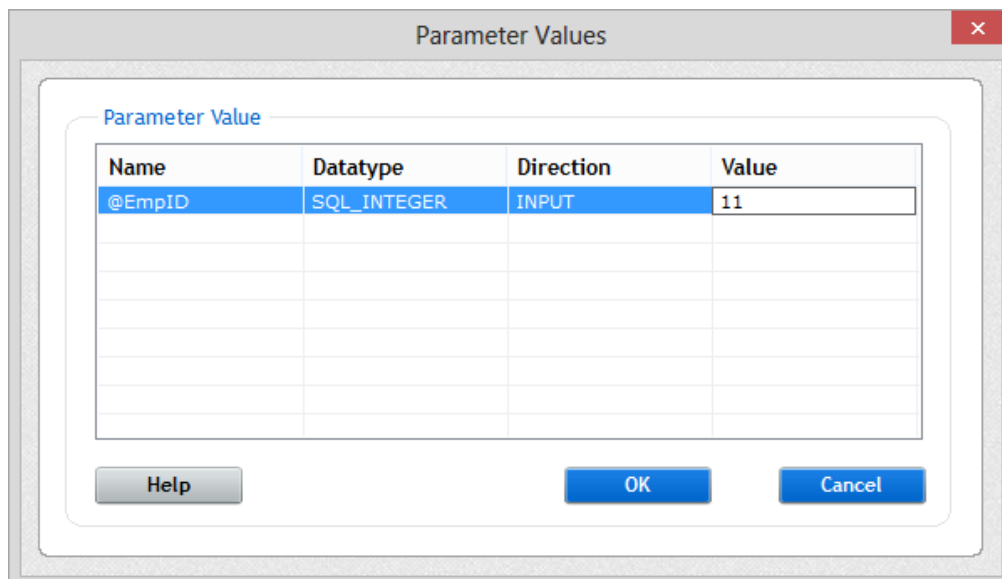 Parameter Values
Parameter Value
Name Datatype Direction Value
@EmpID SQL_INTEGER INPUT 11
Help OK Cancel